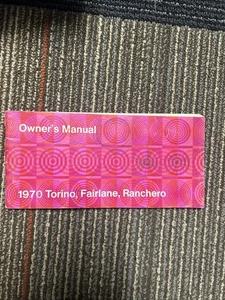 Owner's Manual
1970 Torino, Fairlane, Ranchero